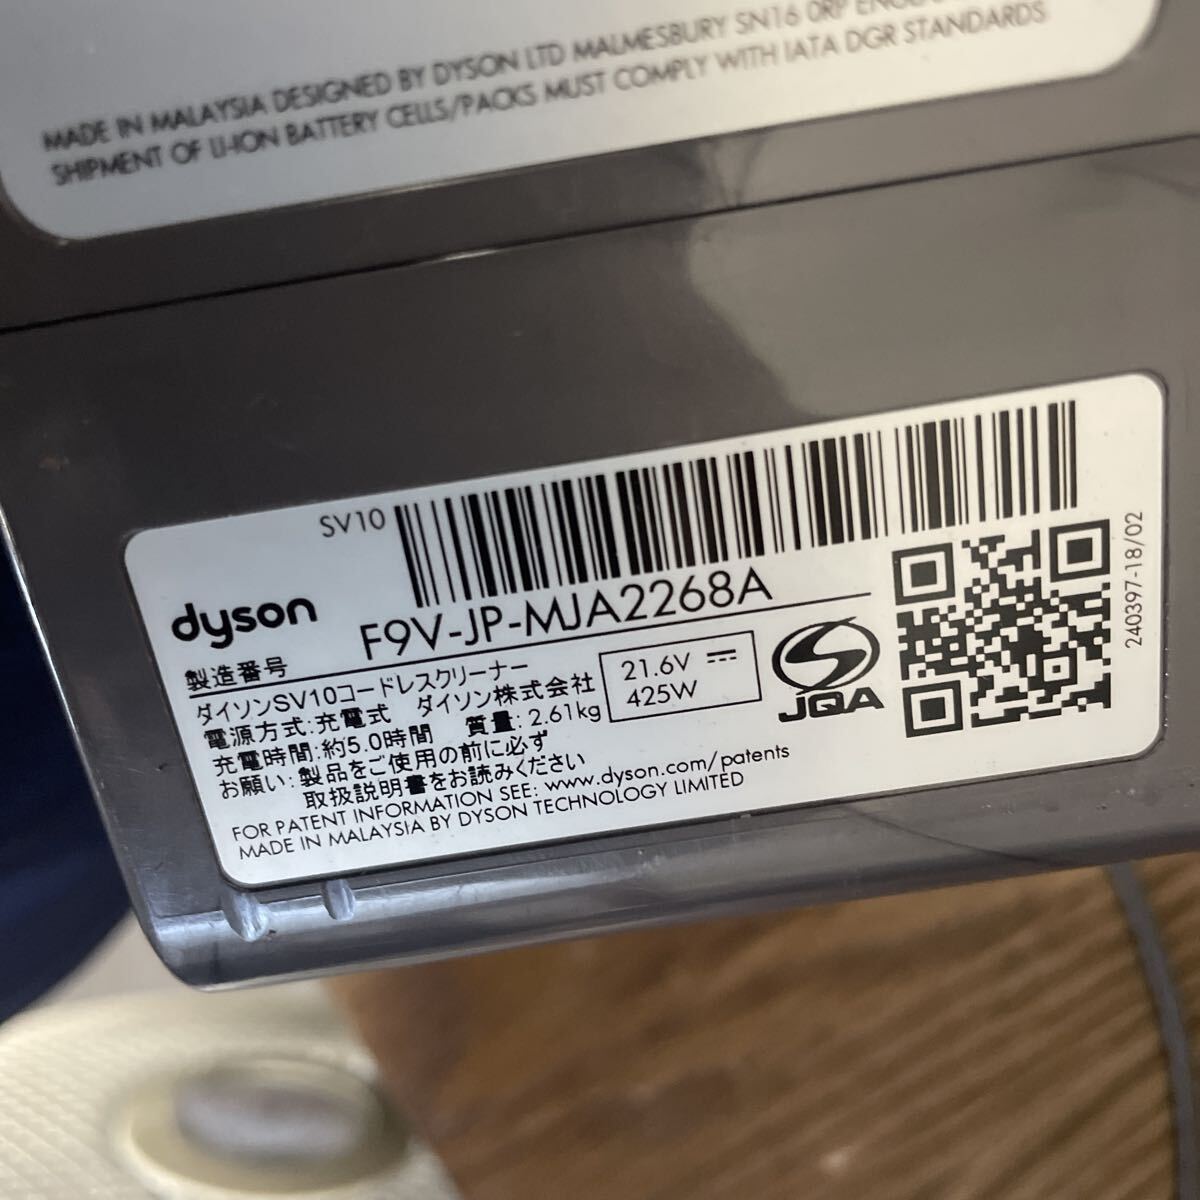 MADE IN MALAYSIA DESIGNED BY DYSON LTD MALMESBURY SN16 0RP
SHIPMENT OF LI-ION BATTERY CELLS/PACKS MUST COMPLY WITH IATA DGR STANDARDS
SV10
dyson
F9V-JP-MJA2268A
製造番号
ダイソンSV10コードレスクリーナー
電源方式:充電式 ダイソン株式会社
充電時間:約5.0時間 質量:2.61kg
お願い:製品をご使用の前に必ず
取扱説明書をお読みください
FOR PATENT INFORMATION SEE: www.dyson.com/patents
MADE IN MALAYSIA BY DYSON TECHNOLOGY LIMITED
21.6V
425W
JQA
240397-18/02